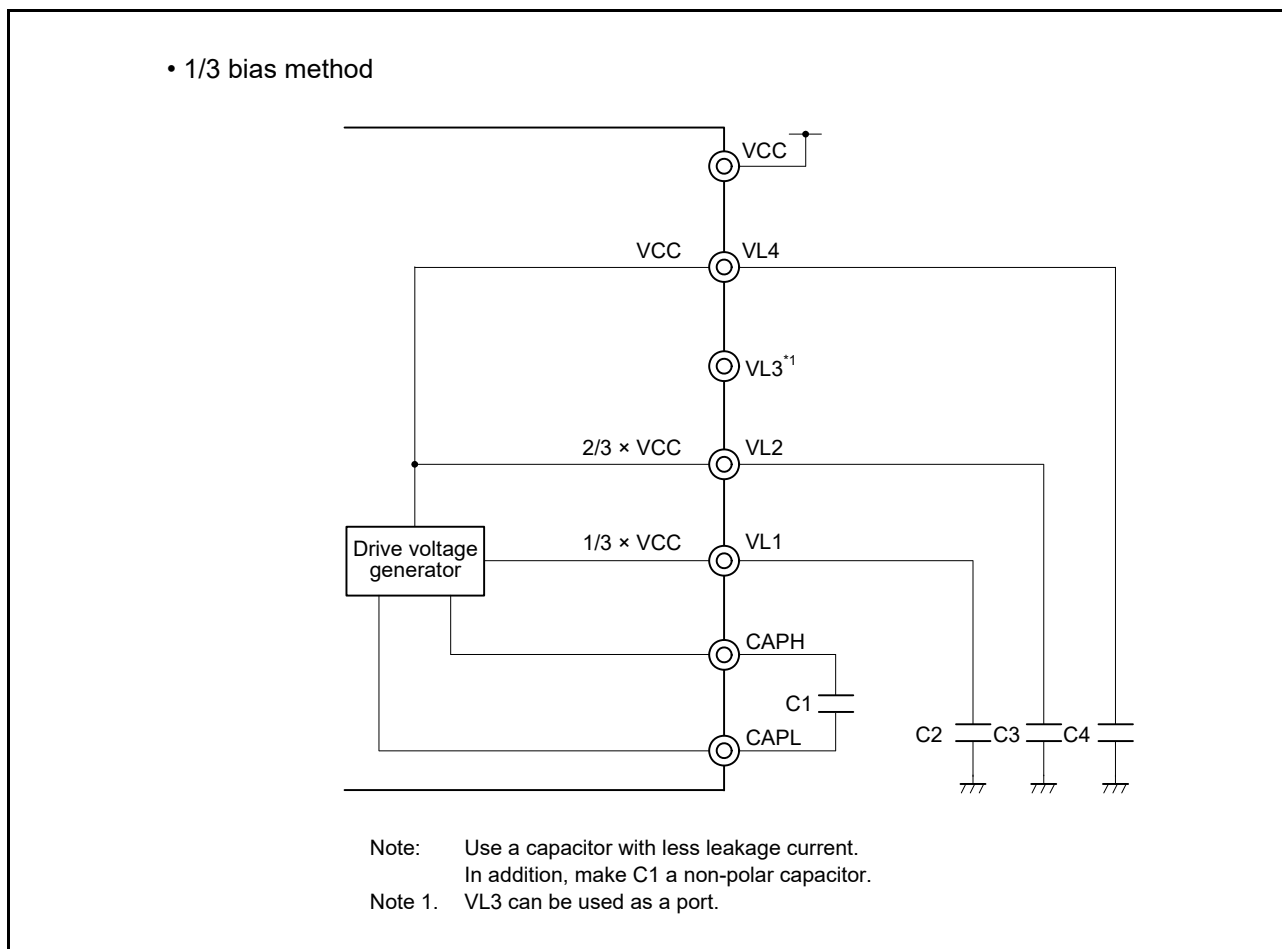 • 1/3 bias method
VCC
VCC
VL4
VL3*1
2/3 × VCC
VL2
1/3 × VCC
VL1
Drive voltage
generator
CAPH
C1
CAPL
C2
C3
C4
Note: Use a capacitor with less leakage current.
In addition, make C1 a non-polar capacitor.
Note 1. VL3 can be used as a port.